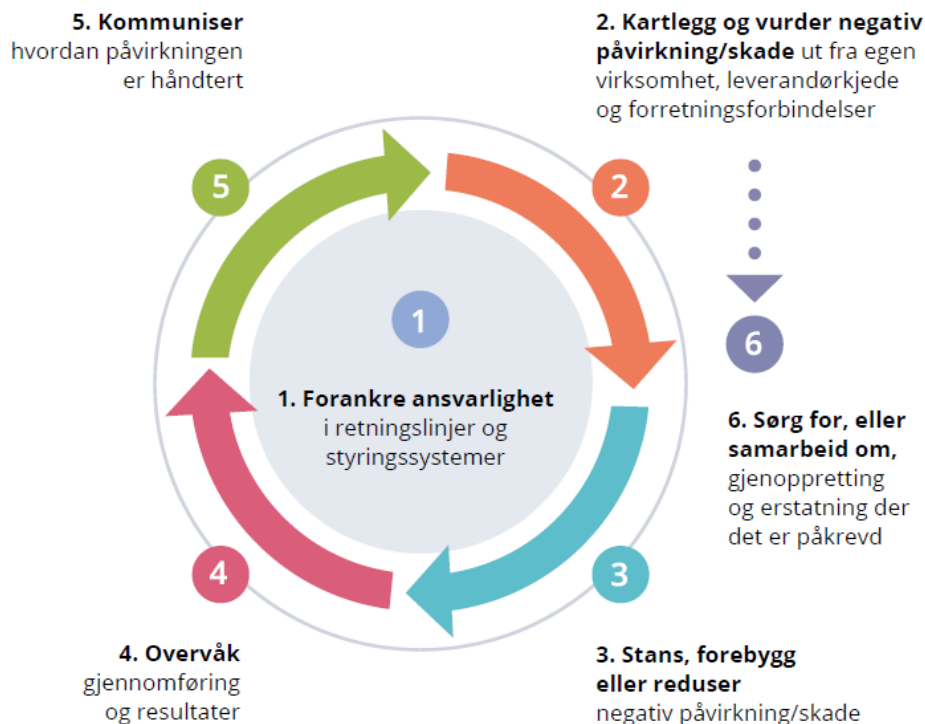 5. Kommuniser
hvordan påvirkningen
er håndtert
2. Kartlegg og vurder negativ
påvirkning/skade ut fra egen
virksomhet, leverandørkjede
og forretningsforbindelser
5
2
1
6
1. Forankre ansvarlighet
i retningslinjer og
styringssystemer
6. Sørg for, eller
samarbeid om,
gjenoppretting
og erstatning der
det er påkrevd
4
3
4. Overvåk
gjennomføring
og resultater
3. Stans, forebygg
eller reduser
negativ påvirkning/skade